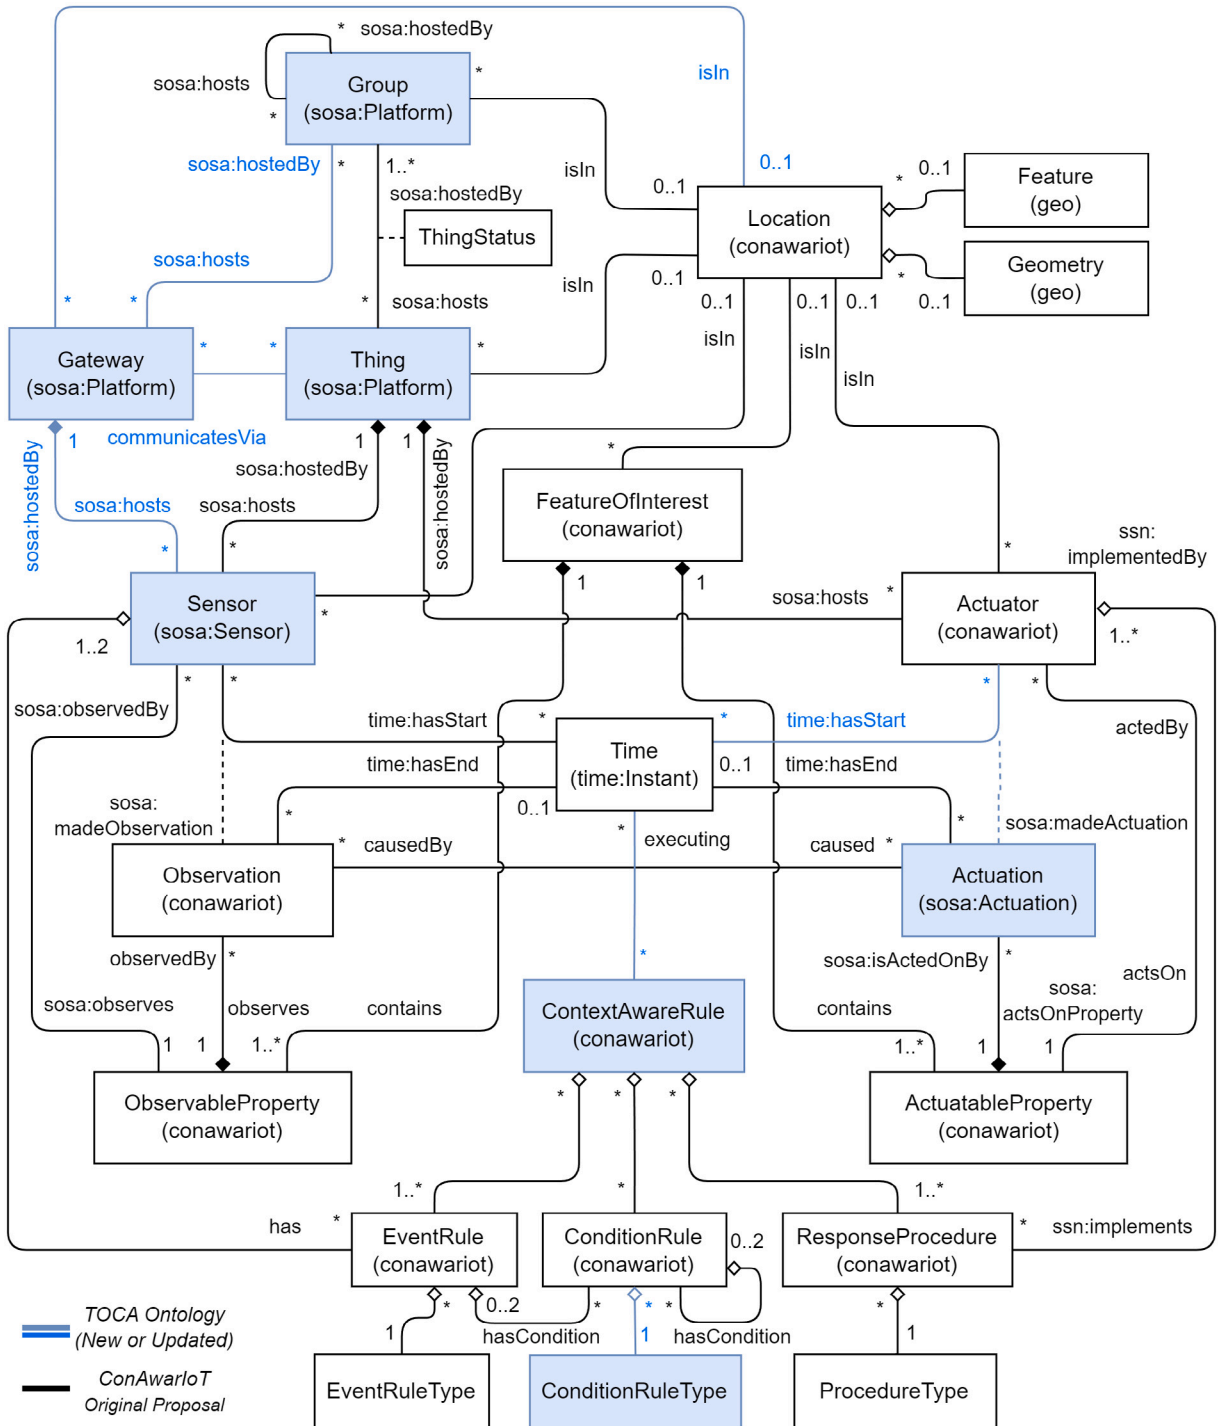 * sosa:hostedBy
sosa:hosts
*
Group
(sosa:Platform)
*
isIn
sosa:hostedBy
*
1..*
sosa:hostedBy
isIn
0..1
0..1
ThingStatus
Location
(conawariot)
*
0..1
Feature
(geo)
*
0..1
Geometry
(geo)
sosa:hosts
isIn
0..1
*
*
*
sosa:hosts
0..1
0..1
0..1
isIn
isIn
isIn
Gateway
(sosa:Platform)
*
*
Thing
(sosa:Platform)
*
1
communicatesVia
1
1
sosa:hostedBy
sosa:hostedBy
sosa:hostedBy
sosa:hosts
sosa:hosts
*
*
*
FeatureOfInterest
(conawariot)
*
ssn:
implementedBy
1
1
sosa:hosts
*
Sensor
(sosa:Sensor)
*
Actuator
(conawariot)
1..2
1..*
*
*
*
*
sosa:observedBy
time:hasStart
*
*
time:hasStart
actedBy
Time
(time:Instant)
time:hasEnd
0..1
0..1
time:hasEnd
sosa:
madeObservation
*
*
executing
*
sosa:madeActuation
*
causedBy
caused
*
Observation
(conawariot)
Actuation
(sosa:Actuation)
observedBy
*
*
sosa:isActedOnBy
*
actsOn
sosa:observes
observes
contains
contains
sosa:
actsOnProperty
ContextAwareRule
(conawariot)
1
1
1..*
1..*
1
1
ObservableProperty
(conawariot)
*
*
*
ActuatableProperty
(conawariot)
1..*
*
1..*
has
*
EventRule
(conawariot)
ConditionRule
(conawariot)
0..2
ResponseProcedure
(conawariot)
*
ssn:implements
*
0..2
*
*
*
*
1
hasCondition
1
hasCondition
1
TOCA Ontology
(New or Updated)
ConAwarIoT
Original Proposal
EventRuleType
ConditionRuleType
ProcedureType